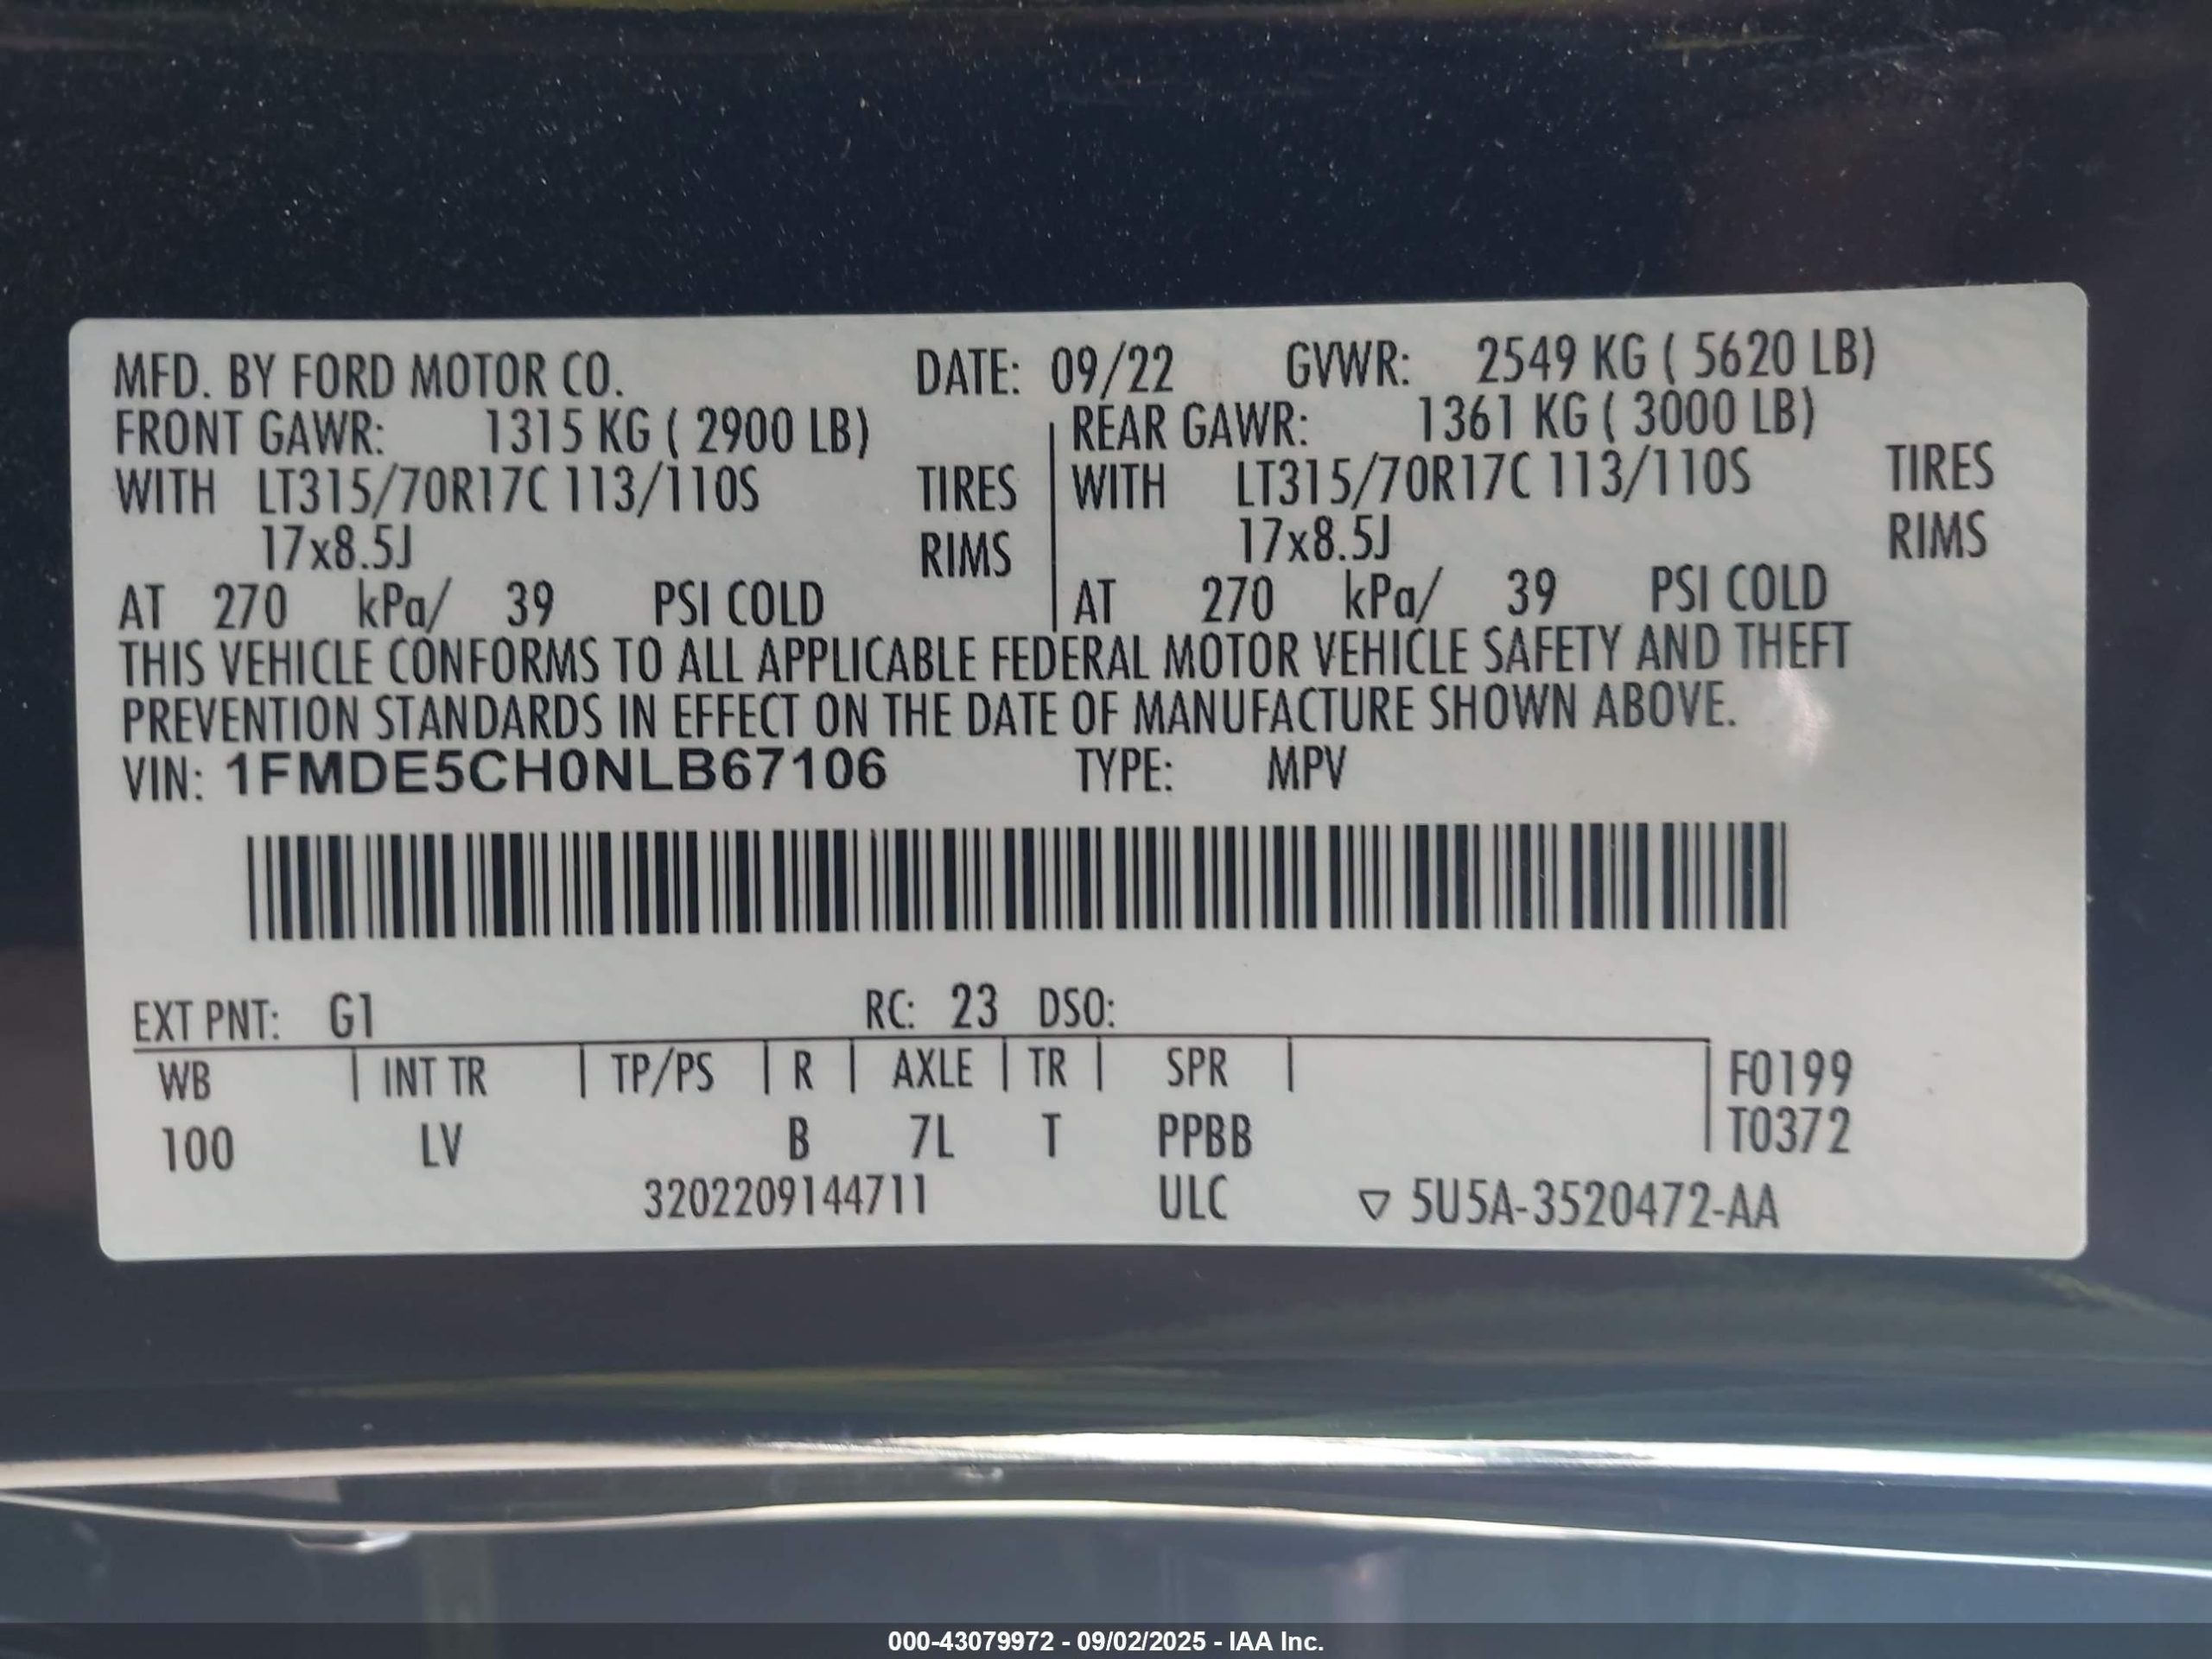 MFD. BY FORD MOTOR CO. DATE: 09/22 GVWR: 2549 KG ( 5620 LB)
FRONT GAWR: 1315 KG ( 2900 LB) REAR GAWR: 1361 KG ( 3000 LB)
WITH LT315/70R17C 113/110S TIRES WITH LT315/70R17C 113/110S TIRES
17x8.5J RIMS 17x8.5J RIMS
AT 270 kPa/ 39 PSI COLD AT 270 kPa/ 39 PSI COLD
THIS VEHICLE CONFORMS TO ALL APPLICABLE FEDERAL MOTOR VEHICLE SAFETY AND THEFT
PREVENTION STANDARDS IN EFFECT ON THE DATE OF MANUFACTURE SHOWN ABOVE.
VIN: 1FMDE5CH0NLB67106 TYPE: MPV
EXT PNT: G1 RC: 23 DSO:
WB INT TR TP/PS R AXLE TR SPR F0199
100 LV B 7L T PPBB T0372
3202209144711 ULC ▽ 5U5A-3520472-AA
000-43079972 - 09/02/2025 - IAA Inc.